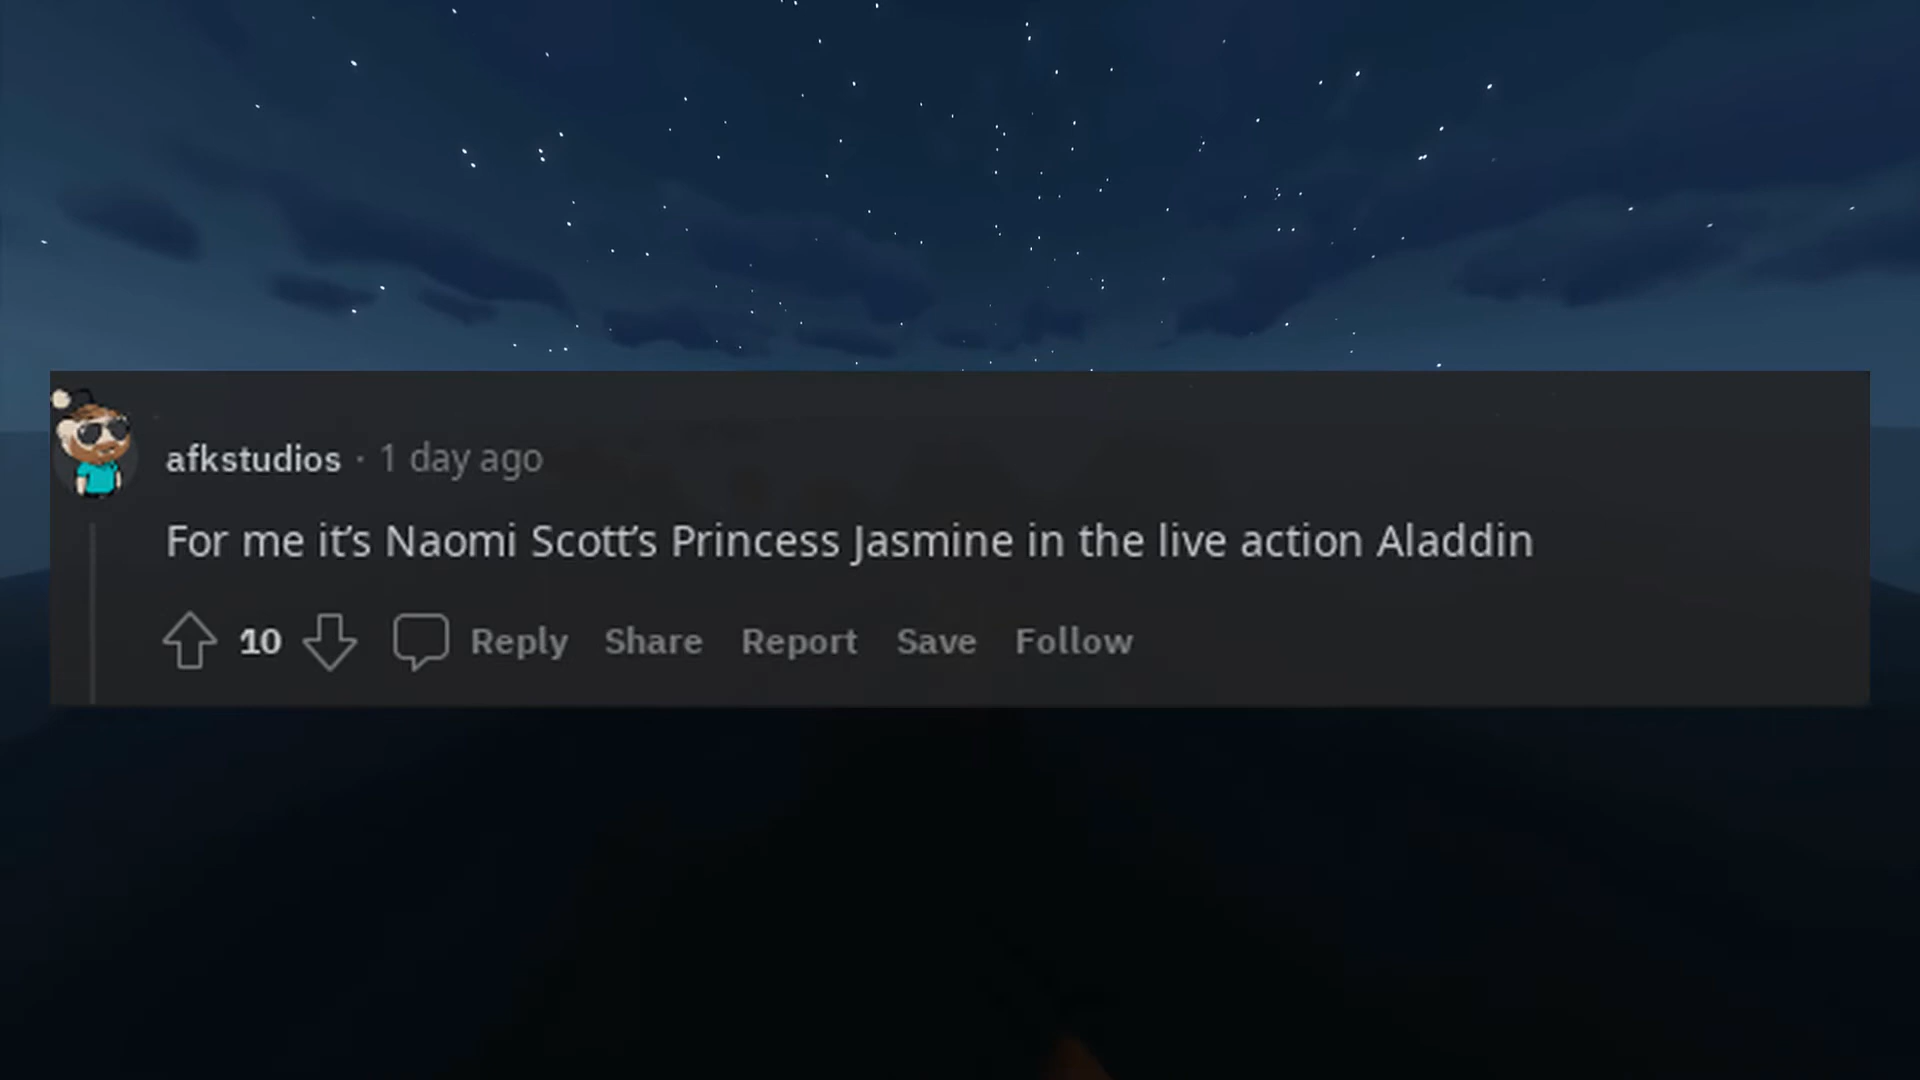 afkstudios · 1 day ago
For me it’s Naomi Scott’s Princess Jasmine in the live action Aladdin
10 Reply Share Report Save Follow